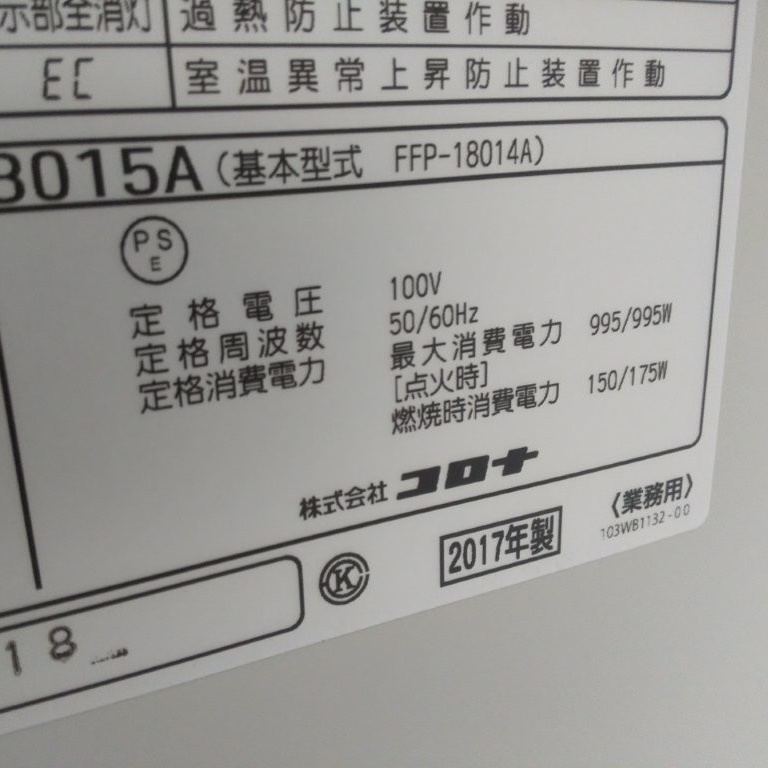 示部全消灯 過熱防止装置作動
EC 室温異常上昇防止装置作動
8015A（基本型式 FFP-18014A）
PS
E
定格電圧 100V
定格周波数 50/60Hz
定格消費電力 最大消費電力 995/995W
[点火時]
燃焼時消費電力 150/175W
株式会社 コロナ
〈業務用〉
K 2017年製 103WB1132-00
18